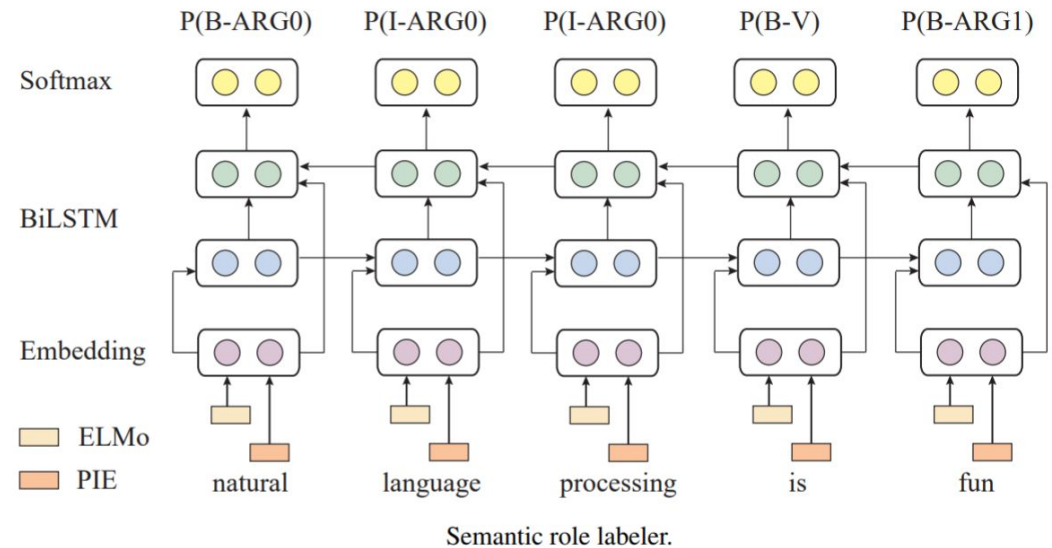 P(B-ARG0) P(I-ARG0) P(I-ARG0) P(B-V) P(B-ARG1)
Softmax
BiLSTM
Embedding
ELMo
PIE
natural language processing is fun
Semantic role labeler.